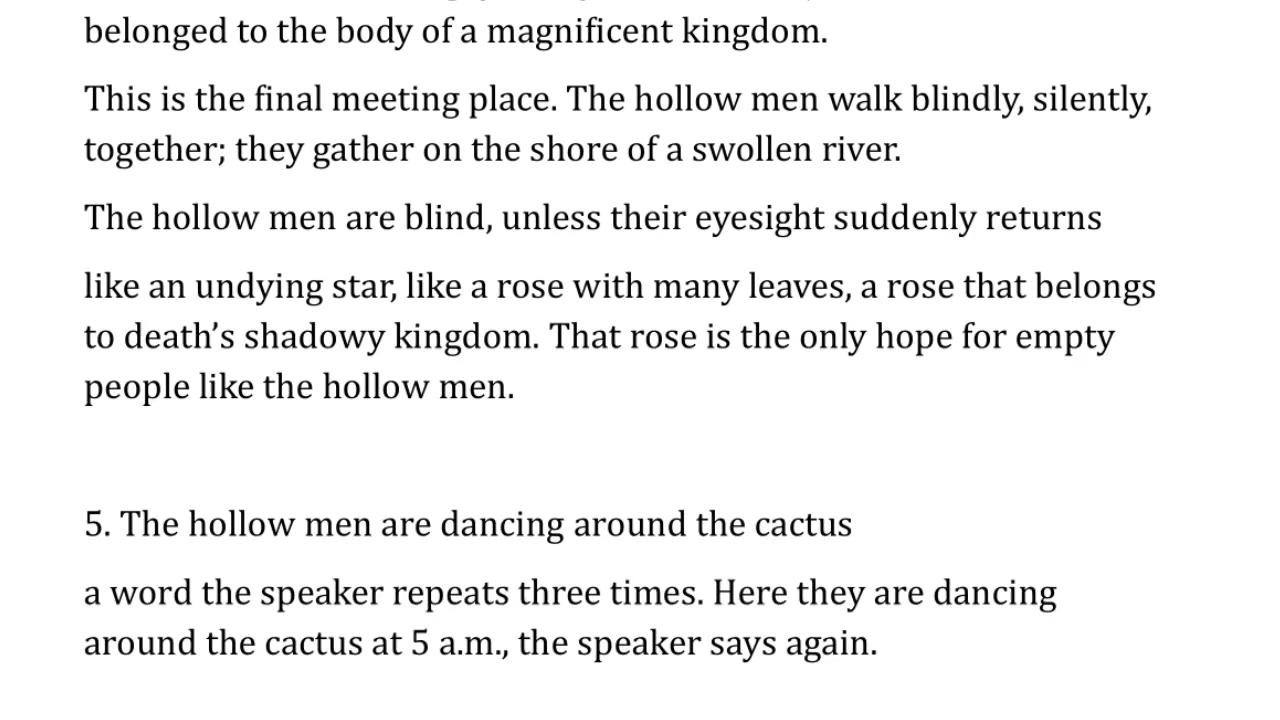 belonged to the body of a magnificent kingdom.
This is the final meeting place. The hollow men walk blindly, silently,
together; they gather on the shore of a swollen river.
The hollow men are blind, unless their eyesight suddenly returns
like an undying star, like a rose with many leaves, a rose that belongs
to death’s shadowy kingdom. That rose is the only hope for empty
people like the hollow men.
5. The hollow men are dancing around the cactus
a word the speaker repeats three times. Here they are dancing
around the cactus at 5 a.m., the speaker says again.